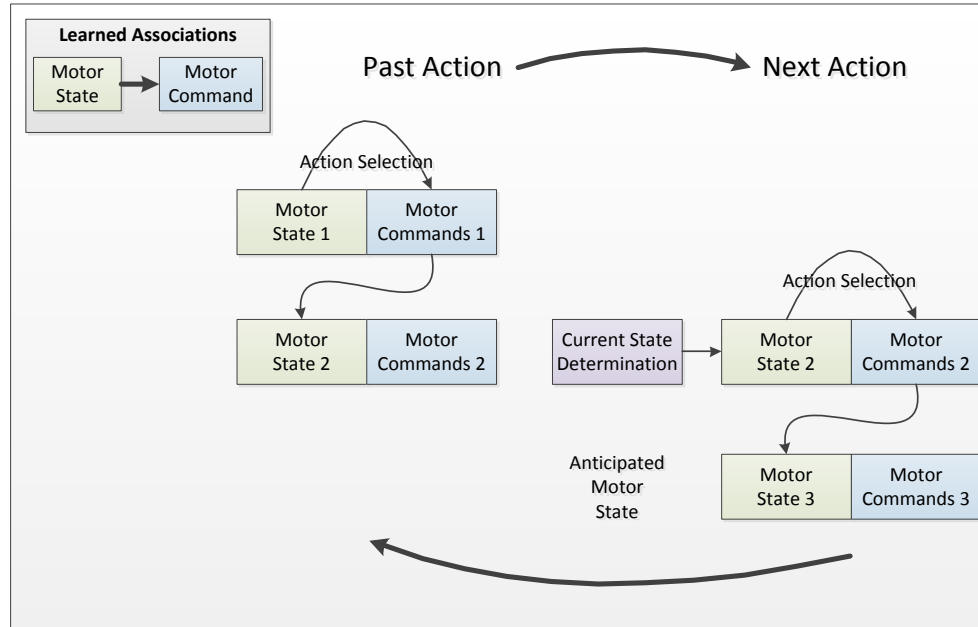 Learned Associations
Motor
State
Motor
Command
Past Action
Next Action
Action Selection
Motor
State 1
Motor
Commands 1
Action Selection
Motor
State 2
Motor
Commands 2
Current State
Determination
Motor
State 2
Motor
Commands 2
Anticipated
Motor
State
Motor
State 3
Motor
Commands 3